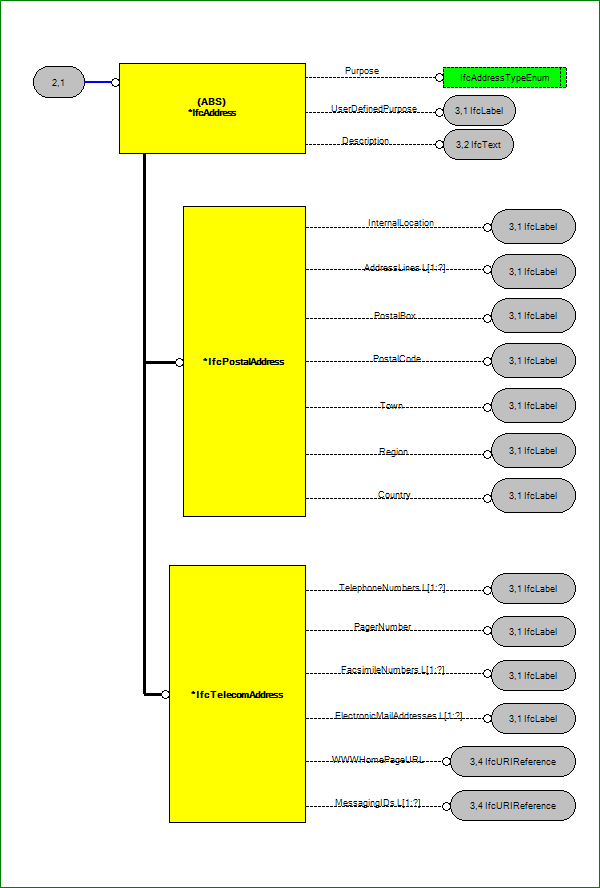 2,1
(ABS)
*IfcAddress
Purpose
IfcAddressTypeEnum
UserDefinedPurpose
3,1 IfcLabel
Description
3,2 IfcText
*IfcPostalAddress
InternalLocation
3,1 IfcLabel
AddressLines L[1:?]
3,1 IfcLabel
PostalBox
3,1 IfcLabel
PostalCode
3,1 IfcLabel
Town
3,1 IfcLabel
Region
3,1 IfcLabel
Country
3,1 IfcLabel
*IfcTelecomAddress
TelephoneNumbers L[1:?]
3,1 IfcLabel
PagerNumber
3,1 IfcLabel
FacsimileNumbers L[1:?]
3,1 IfcLabel
ElectronicMailAddresses L[1:?]
3,1 IfcLabel
WWWHomePageURL
3,4 IfcURIReference
MessagingIDs L[1:?]
3,4 IfcURIReference